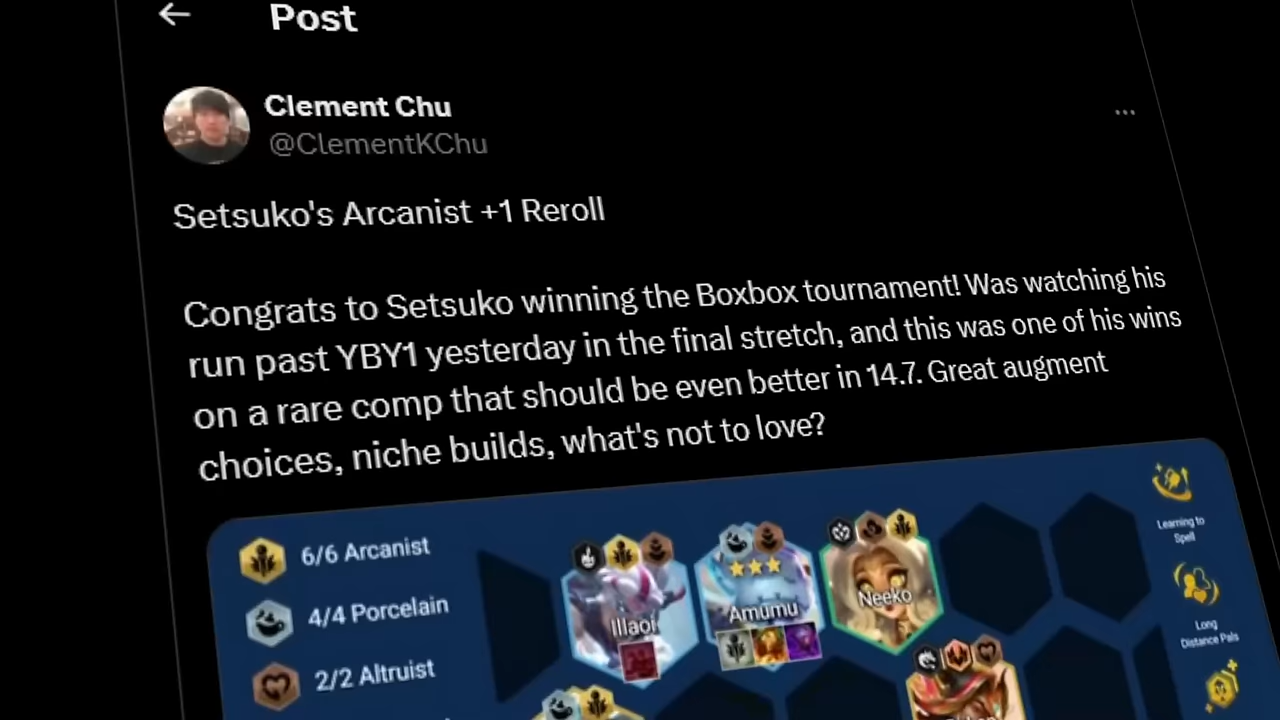 Post
Clement Chu
@ClementKChu
Setsuko's Arcanist +1 Reroll
Congrats to Setsuko winning the Boxbox tournament! Was watching his
run past YBY1 yesterday in the final stretch, and this was one of his wins
on a rare comp that should be even better in 14.7. Great augment
choices, niche builds, what's not to love?
6/6 Arcanist
4/4 Porcelain
2/2 Altruist
Illaoi
Amumu
Neeko
Learning to
Spell
Long
Distance Pals